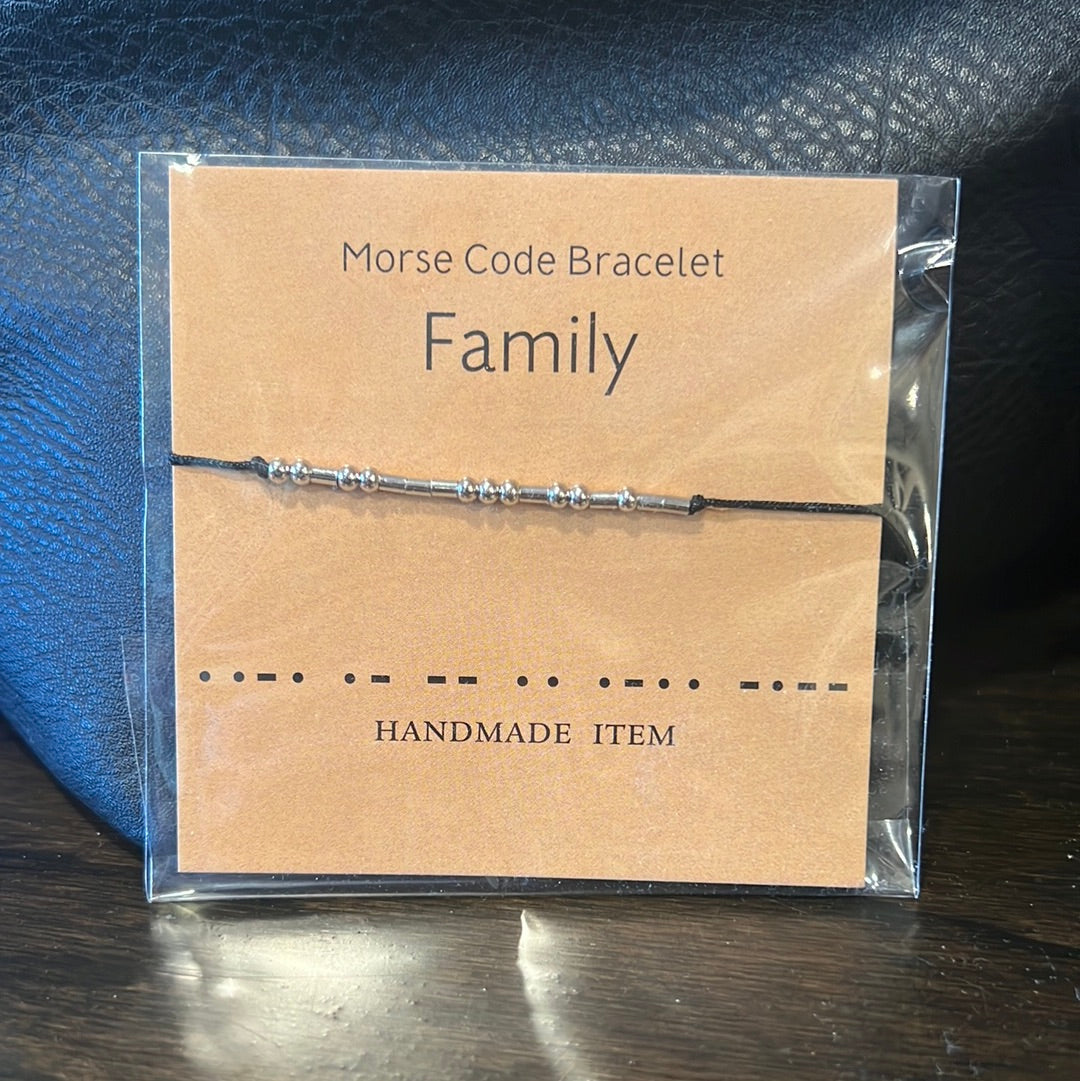 Morse Code Bracelet
Family
••-• •- -- •• •-•• -•--
HANDMADE ITEM